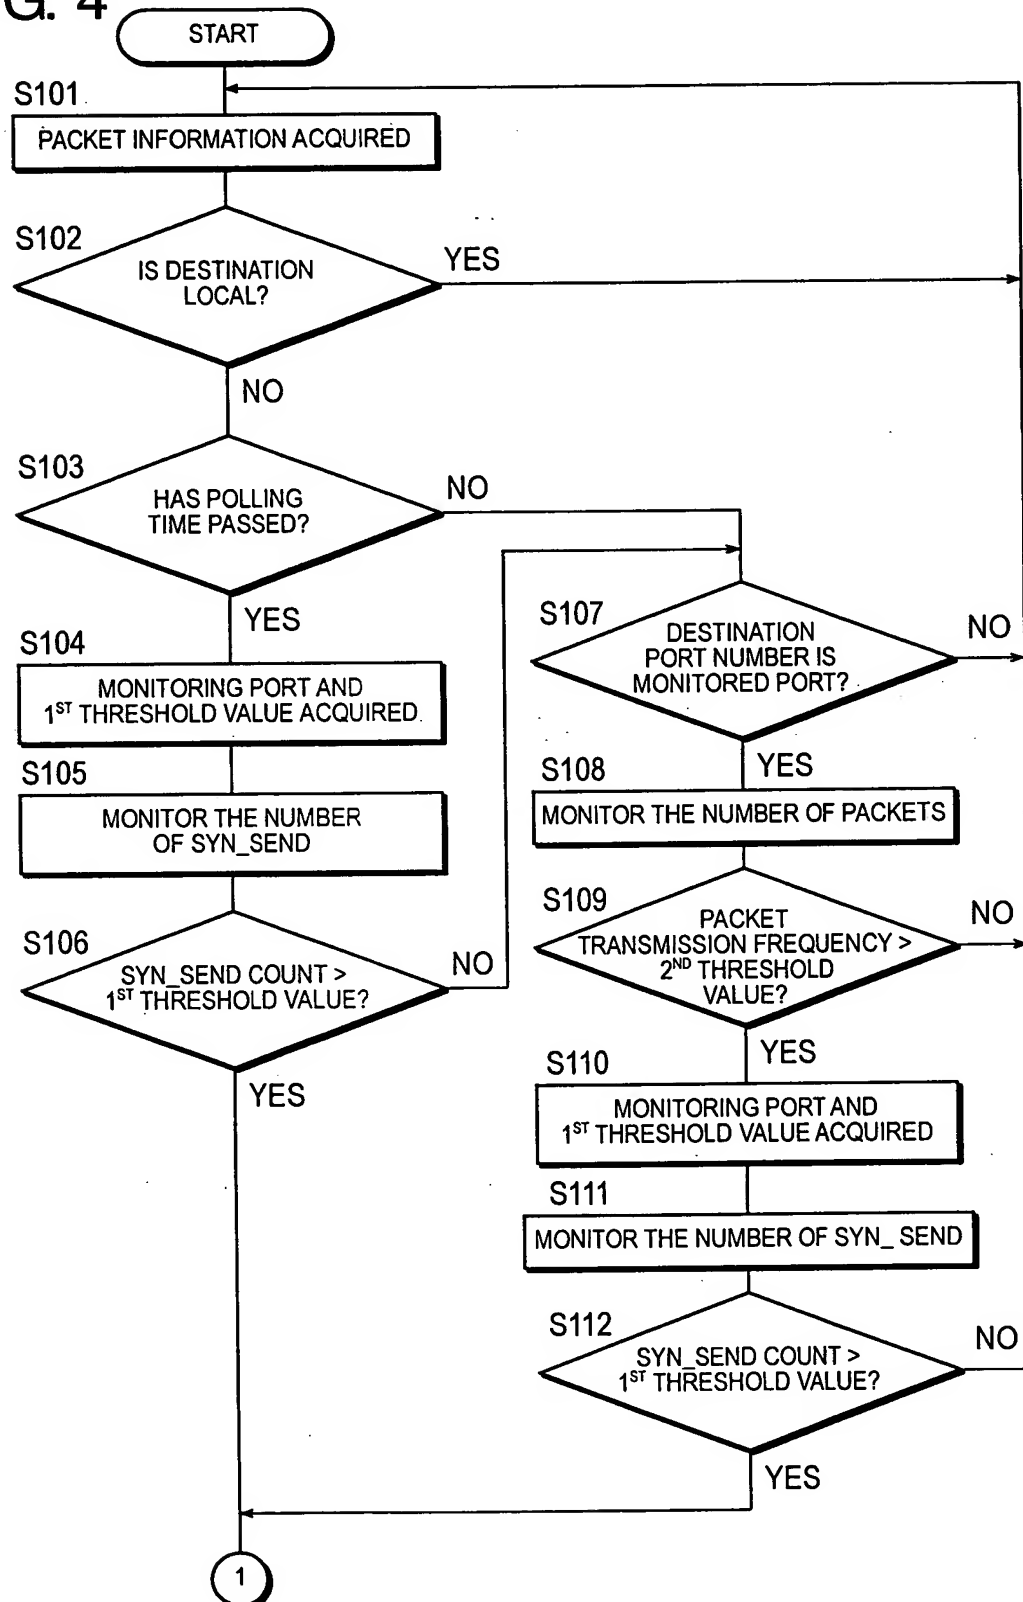 G. 4
START
S101
PACKET INFORMATION ACQUIRED
S102
IS DESTINATION
LOCAL?
YES
NO
S103
HAS POLLING
TIME PASSED?
NO
YES
S104
MONITORING PORT AND
1ST THRESHOLD VALUE ACQUIRED
S105
MONITOR THE NUMBER
OF SYN_SEND
S106
SYN_SEND COUNT >
1ST THRESHOLD VALUE?
NO
YES
S107
DESTINATION
PORT NUMBER IS
MONITORED PORT?
NO
YES
S108
MONITOR THE NUMBER OF PACKETS
S109
PACKET
TRANSMISSION FREQUENCY >
2ND THRESHOLD
VALUE?
NO
YES
S110
MONITORING PORT AND
1ST THRESHOLD VALUE ACQUIRED
S111
MONITOR THE NUMBER OF SYN_ SEND
S112
SYN_SEND COUNT >
1ST THRESHOLD VALUE?
NO
YES
1